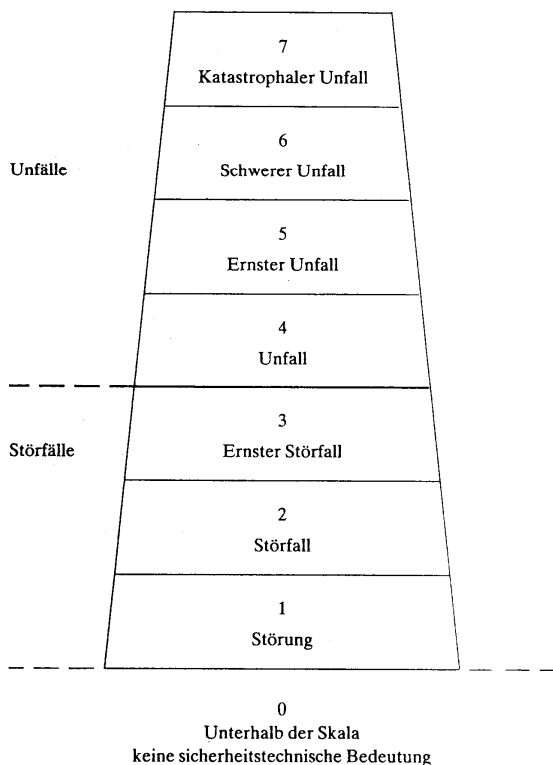 7
Katastrophaler Unfall
6
Unfälle
Schwerer Unfall
5
Ernster Unfall
4
Unfall
3
Störfälle
Ernster Störfall
2
Störfall
1
Störung
0
Unterhalb der Skala
keine sicherheitstechnische Bedeutung